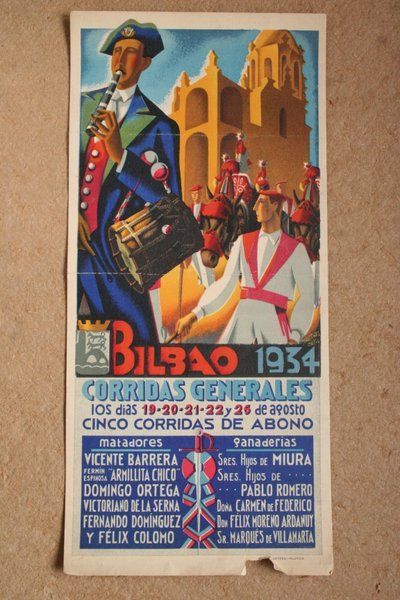 BILBAO 1934
CORRIDAS GENERALES
los días 19-20-21-22 y 26 de agosto
CINCO CORRIDAS DE ABONO
matadores
VICENTE BARRERA
FERMIN ESPINOSA "ARMILLITA CHICO"
DOMINGO ORTEGA
VICTORIANO DE LA SERNA
FERNANDO DOMÍNGUEZ
Y FÉLIX COLOMO
ganaderías
SRES. HIJOS DE MIURA
SRES. HIJOS DE ....
.... PABLO ROMERO
DOÑA CARMEN DE FEDERICO
DON FÉLIX MORENO ARDANUY
SR. MARQUÉS DE VILLAMARTA